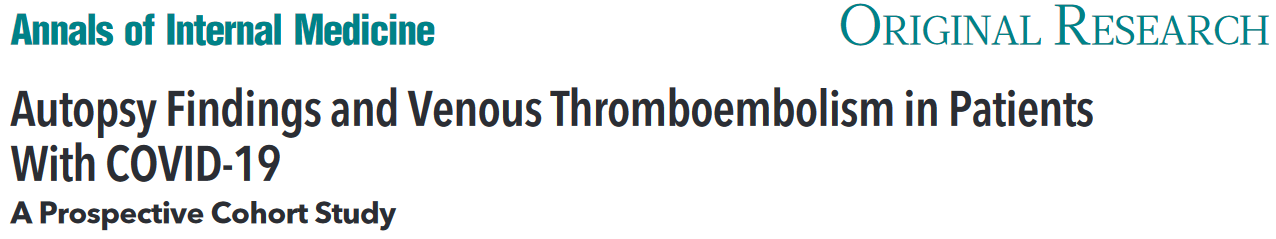 Annals of Internal Medicine
ORIGINAL RESEARCH
Autopsy Findings and Venous Thromboembolism in Patients
With COVID-19
A Prospective Cohort Study